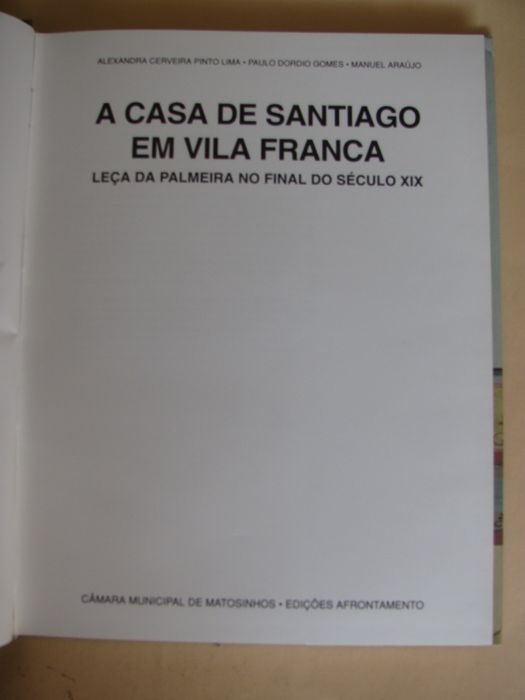 ALEXANDRA CERVEIRA PINTO LIMA • PAULO DORDIO GOMES • MANUEL ARAÚJO
A CASA DE SANTIAGO
EM VILA FRANCA
LEÇA DA PALMEIRA NO FINAL DO SÉCULO XIX
CÂMARA MUNICIPAL DE MATOSINHOS • EDIÇÕES AFRONTAMENTO